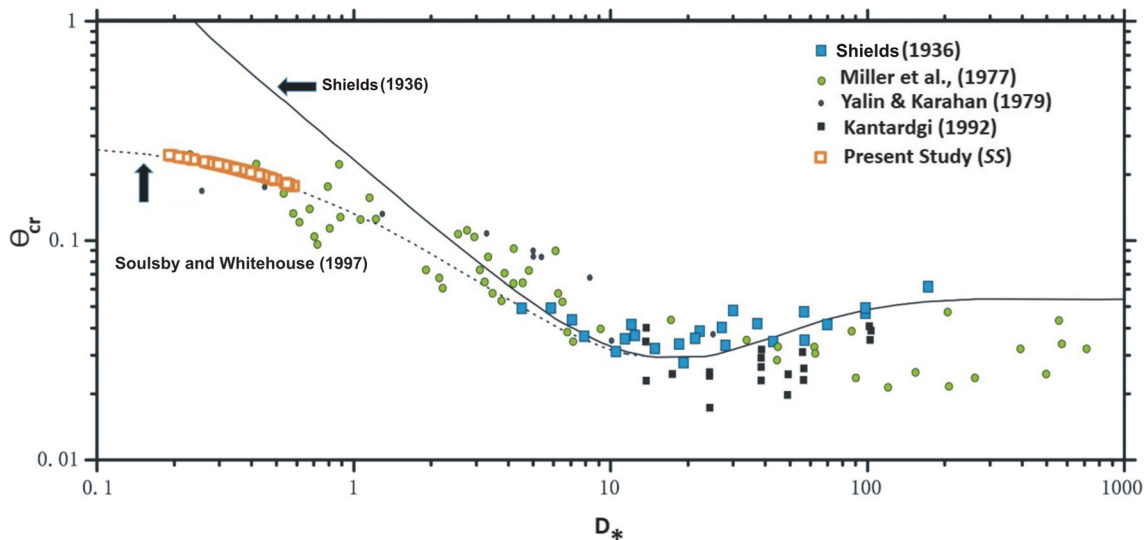 1
Shields (1936)
Miller et al., (1977)
Yalin & Karahan (1979)
Kantardgi (1992)
Present Study (SS)
Shields (1936)
θcr
0.1
Soulsby and Whitehouse (1997)
0.01
0.1
1
10
100
1000
D*